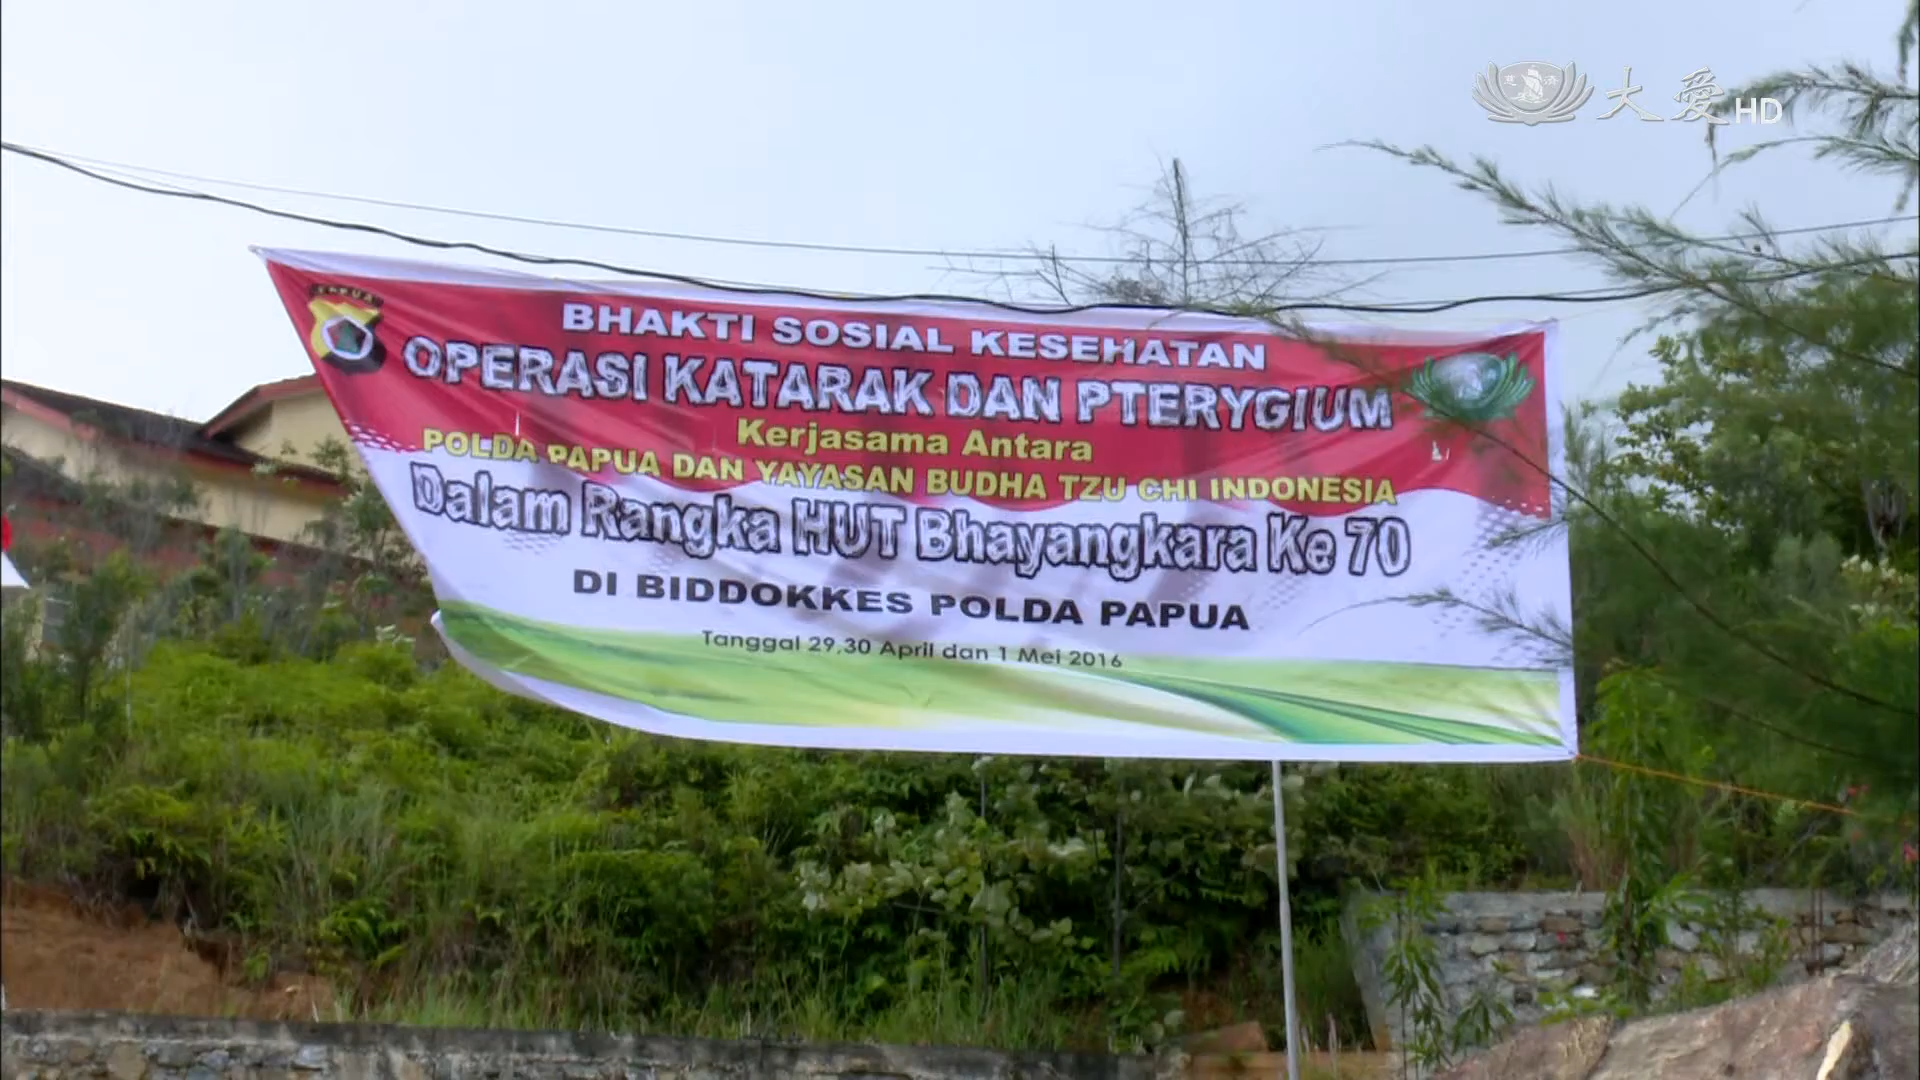 大愛HD
PAPUA
BHAKTI SOSIAL KESEHATAN
OPERASI KATARAK DAN PTERYGIUM
Kerjasama Antara
POLDA PAPUA DAN YAYASAN BUDHA TZU CHI INDONESIA
Dalam Rangka HUT Bhayangkara Ke 70
DI BIDDOKKES POLDA PAPUA
Tanggal 29,30 April dan 1 Mei 2016